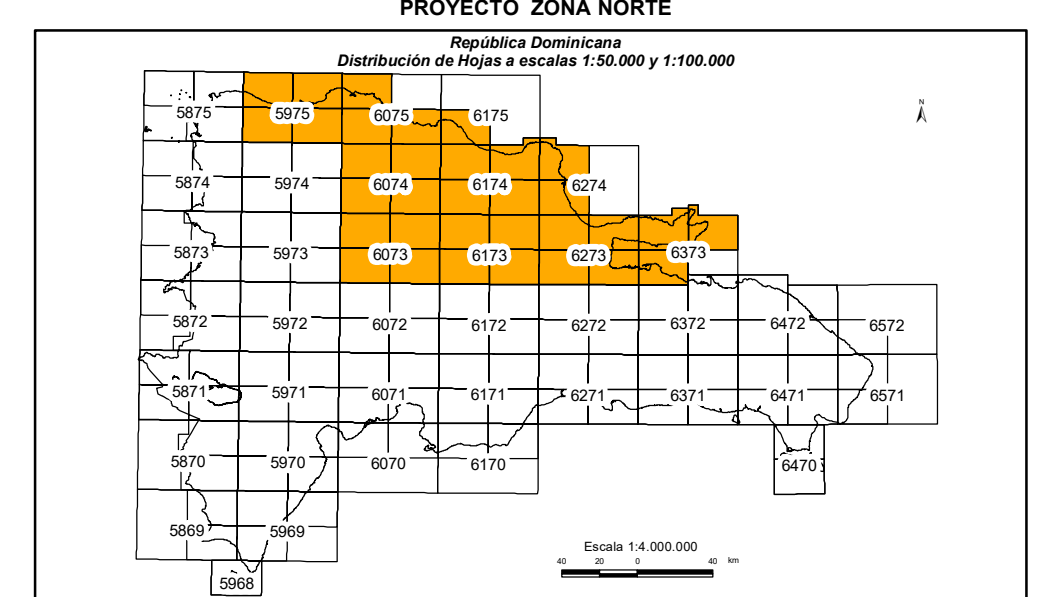 PROYECTO ZONA NORTE
República Dominicana
Distribución de Hojas a escalas 1:50.000 y 1:100.000
N
5875 5975 6075 6175
5874 5974 6074 6174 6274
5873 5973 6073 6173 6273 6373
5872 5972 6072 6172 6272 6372 6472 6572
5871 5971 6071 6171 6271 6371 6471 6571
5870 5970 6070 6170 6470
5869 5969
5968
Escala 1:4.000.000
40 20 0 40 km